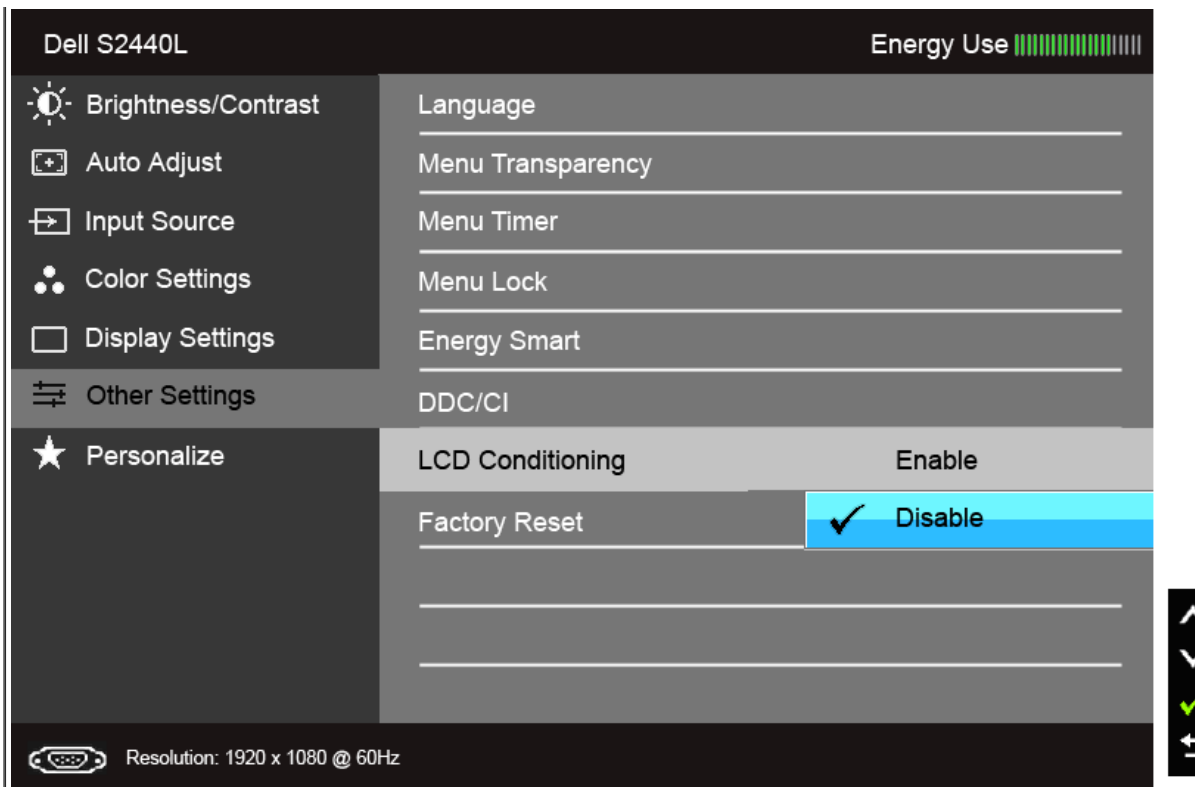 Dell S2440L
Energy Use
Brightness/Contrast
Auto Adjust
Input Source
Color Settings
Display Settings
Other Settings
Personalize
Language
Menu Transparency
Menu Timer
Menu Lock
Energy Smart
DDC/CI
LCD Conditioning
Enable
Factory Reset
Disable
Resolution: 1920 x 1080 @ 60Hz